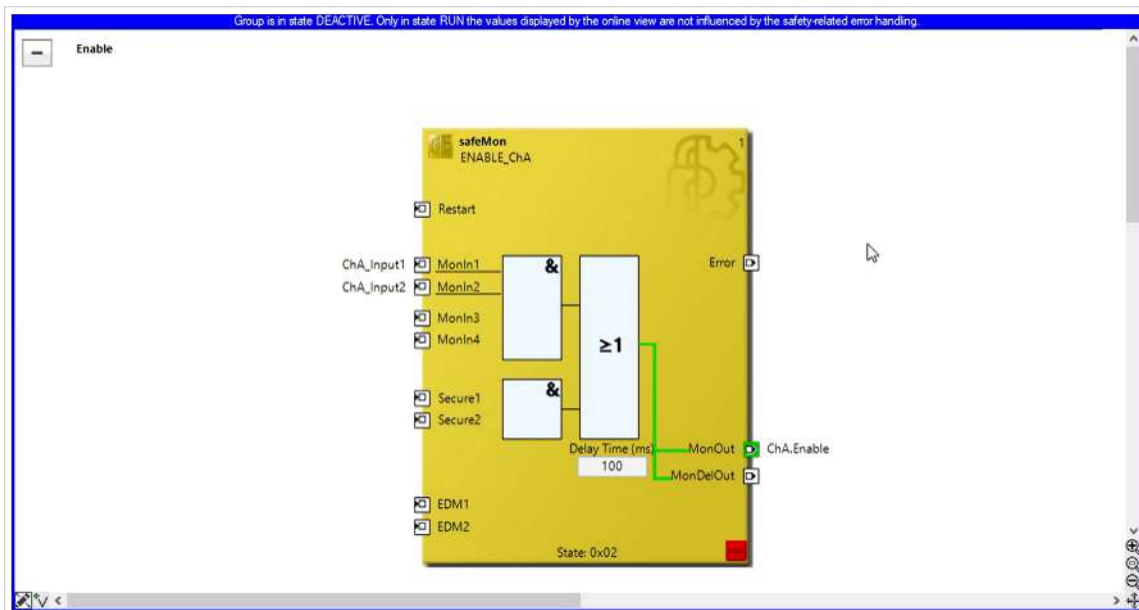 Group is in state DEACTIVE. Only in state RUN the values displayed by the online view are not influenced by the safety-related error handling.
Enable
safeMon
1
ENABLE_ChA
Restart
ChA_Input1 MonIn1 & Error
ChA_Input2 MonIn2
MonIn3
MonIn4 ≥1
Secure1 &
Secure2
Delay Time (ms) MonOut ChA.Enable
100 MonDelOut
EDM1
EDM2
State: 0x02